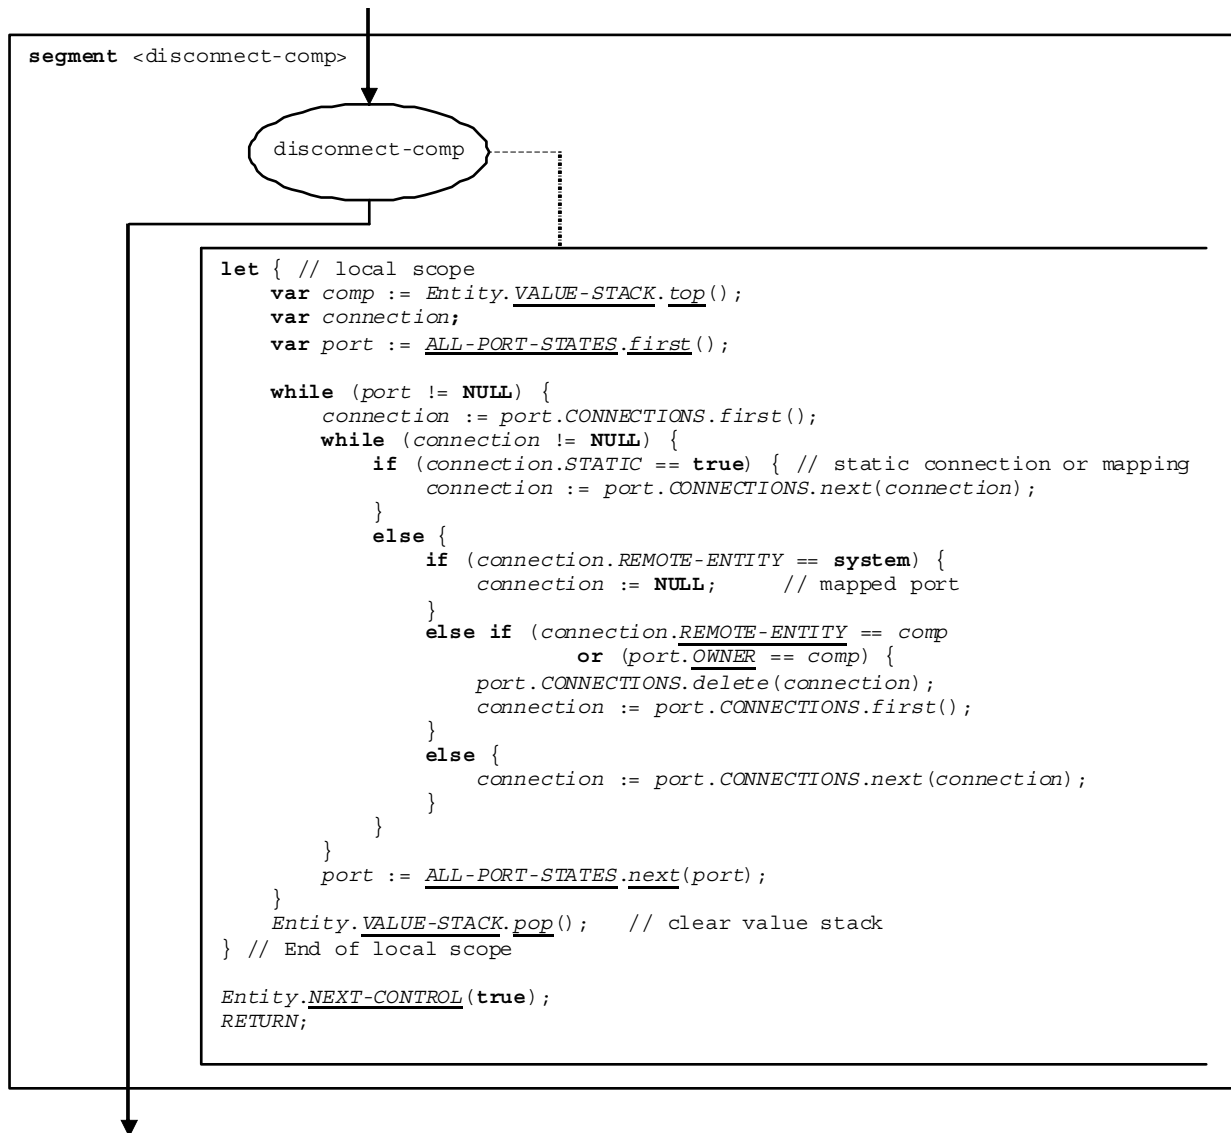 segment <disconnect-comp>
disconnect-comp
let { // local scope
var comp := Entity.VALUE-STACK.top();
var connection;
var port := ALL-PORT-STATES.first();
while (port != NULL) {
connection := port.CONNECTIONS.first();
while (connection != NULL) {
if (connection.STATIC == true) { // static connection or mapping
connection := port.CONNECTIONS.next(connection);
}
else {
if (connection.REMOTE-ENTITY == system) {
connection := NULL; // mapped port
}
else if (connection.REMOTE-ENTITY == comp
or (port.OWNER == comp) {
port.CONNECTIONS.delete(connection);
connection := port.CONNECTIONS.first();
}
else {
connection := port.CONNECTIONS.next(connection);
}
}
}
port := ALL-PORT-STATES.next(port);
}
Entity.VALUE-STACK.pop(); // clear value stack
} // End of local scope
Entity.NEXT-CONTROL(true);
RETURN;